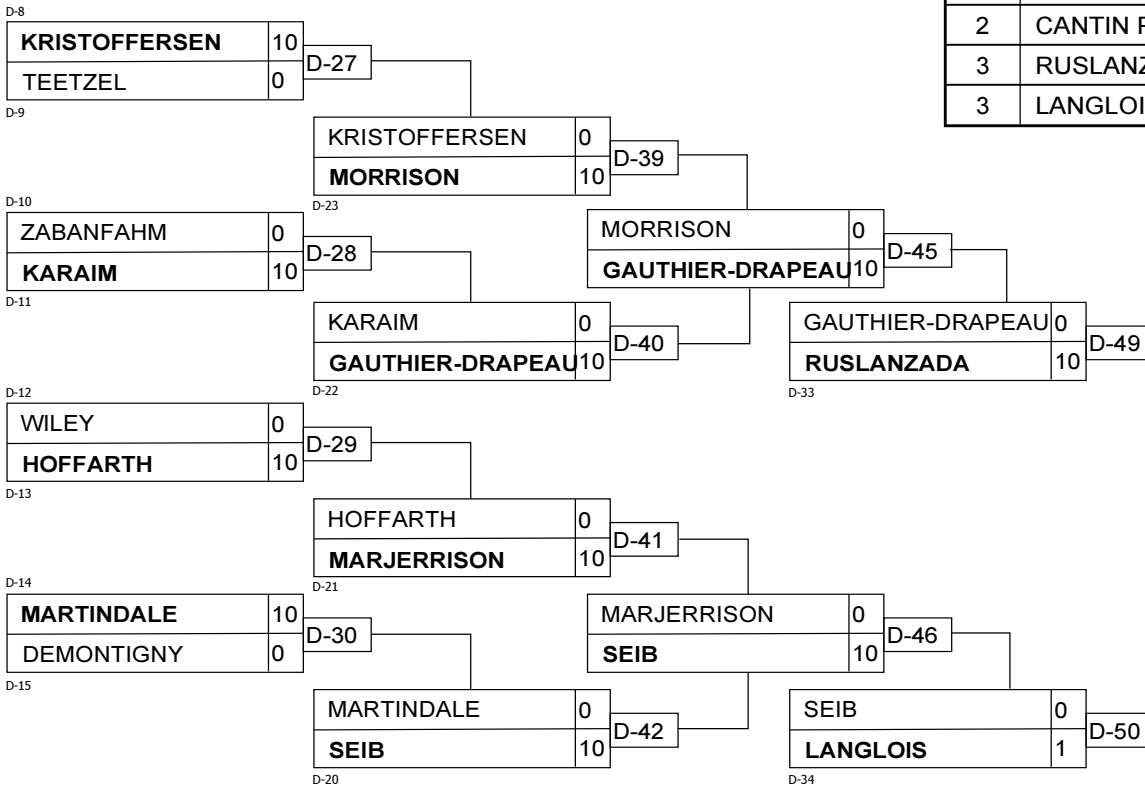 D-8
KRISTOFFERSEN 10
D-27
TEETZEL 0
D-9
2 CANTIN
3
3
KRISTOFFERSEN 0
D-39
MORRISON 10
D-23
D-10
ZABANFAHM 0
D-28
KARAIM 10
D-11
MORRISON 0
D-45
GAUTHIER-DRAPEAU 10
KARAIM 0
D-40
GAUTHIER-DRAPEAU 10
D-22
GAUTHIER-DRAPEAU 0
D-49
RUSLANZADA 10
D-33
D-12
WILEY 0
D-29
HOFFARTH 10
D-13
HOFFARTH 0
D-41
MARJERRISON 10
D-21
D-14
MARTINDALE 10
D-30
DEMONTIGNY 0
D-15
MARJERRISON 0
D-46
SEIB 10
MARTINDALE 0
D-42
SEIB 10
D-20
SEIB 0
D-50
LANGLOIS 1
D-34